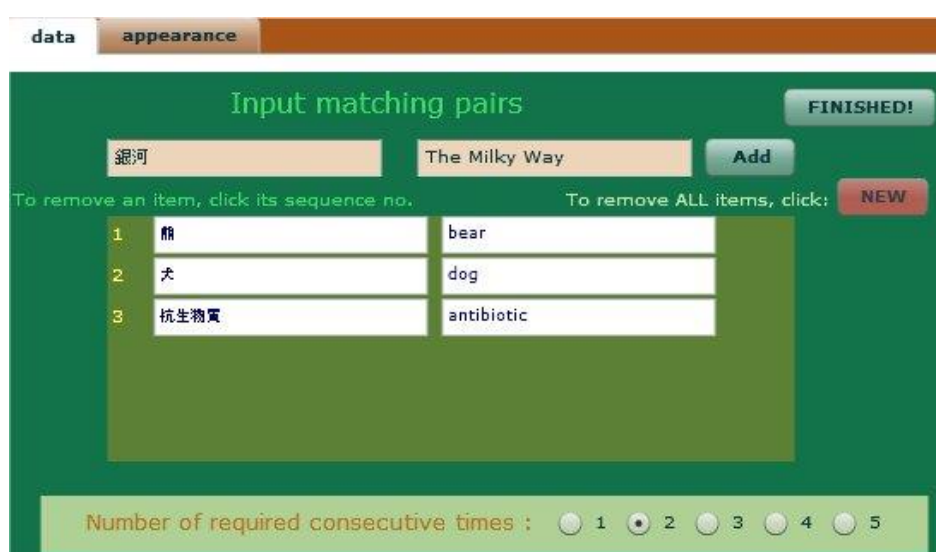 data appearance
Input matching pairs FINISHED!
銀河 The Milky Way Add
To remove an item, click its sequence no. To remove ALL items, click: NEW
1 熊 bear
2 犬 dog
3 抗生物質 antibiotic
Number of required consecutive times : 1 2 3 4 5